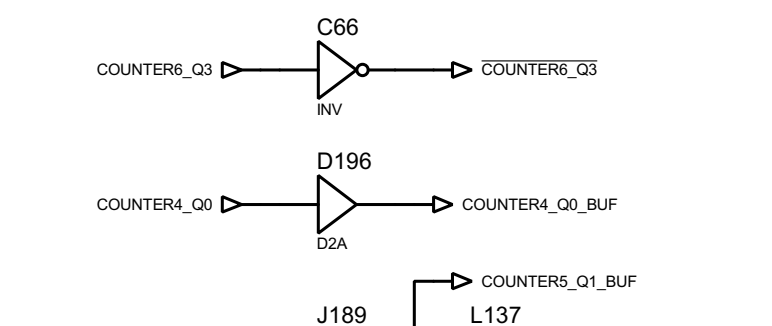 C66
COUNTER6_Q3
COUNTER6_Q3
INV
D196
COUNTER4_Q0
COUNTER4_Q0_BUF
D2A
COUNTER5_Q1_BUF
J189
L137